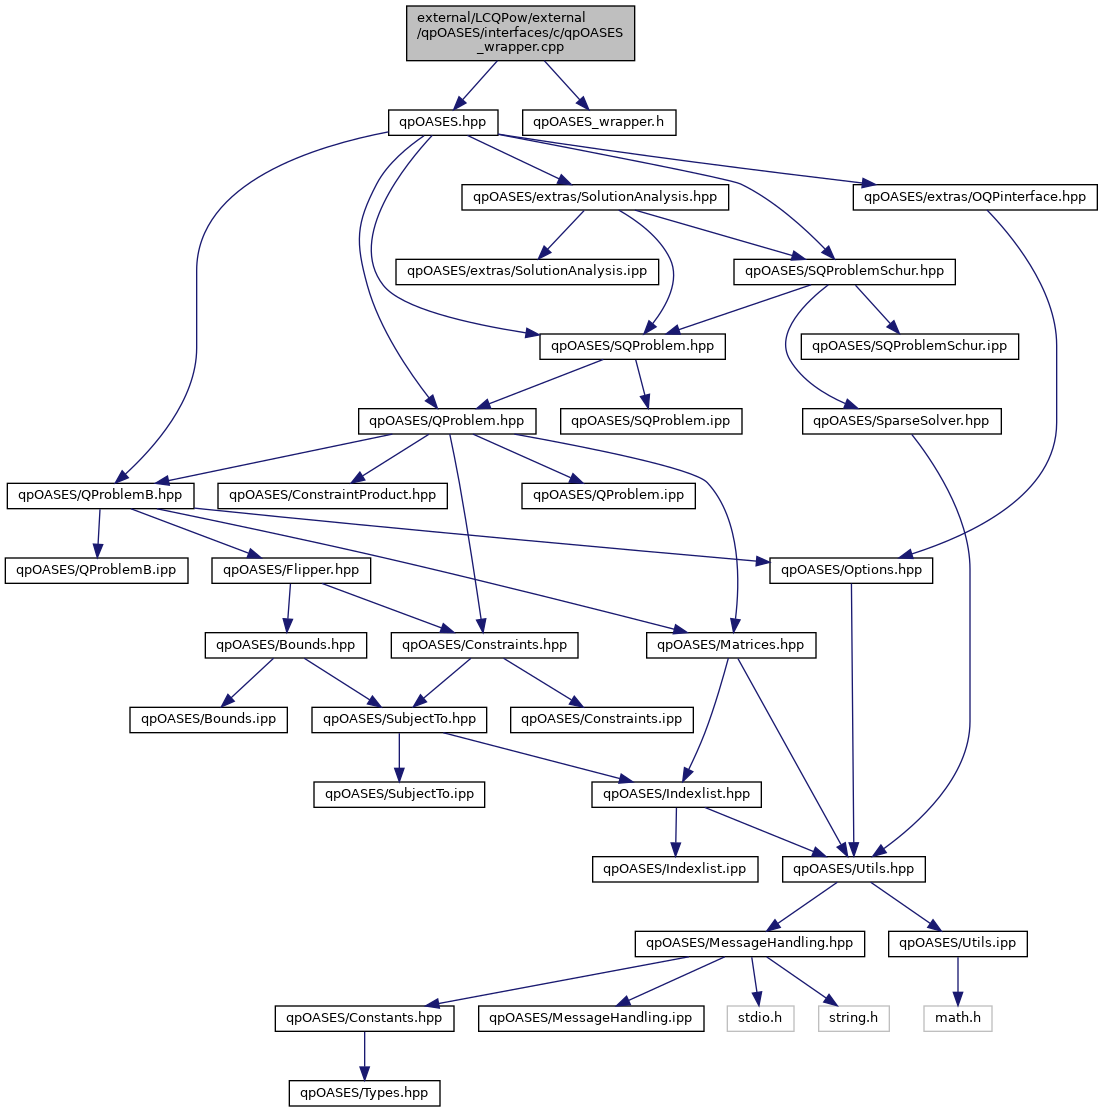 external/LCQPow/external
/qpOASES/interfaces/c/qpOASES
_wrapper.cpp
qpOASES.hpp
qpOASES_wrapper.h
qpOASES/extras/SolutionAnalysis.hpp
qpOASES/extras/OQPinterface.hpp
qpOASES/extras/SolutionAnalysis.ipp
qpOASES/SQProblemSchur.hpp
qpOASES/SQProblem.hpp
qpOASES/SQProblemSchur.ipp
qpOASES/QProblem.hpp
qpOASES/SQProblem.ipp
qpOASES/SparseSolver.hpp
qpOASES/QProblemB.hpp
qpOASES/ConstraintProduct.hpp
qpOASES/QProblem.ipp
qpOASES/QProblemB.ipp
qpOASES/Flipper.hpp
qpOASES/Options.hpp
qpOASES/Bounds.hpp
qpOASES/Constraints.hpp
qpOASES/Matrices.hpp
qpOASES/Bounds.ipp
qpOASES/SubjectTo.hpp
qpOASES/Constraints.ipp
qpOASES/SubjectTo.ipp
qpOASES/Indexlist.hpp
qpOASES/Indexlist.ipp
qpOASES/Utils.hpp
qpOASES/MessageHandling.hpp
qpOASES/Utils.ipp
qpOASES/Constants.hpp
qpOASES/MessageHandling.ipp
stdio.h
string.h
math.h
qpOASES/Types.hpp